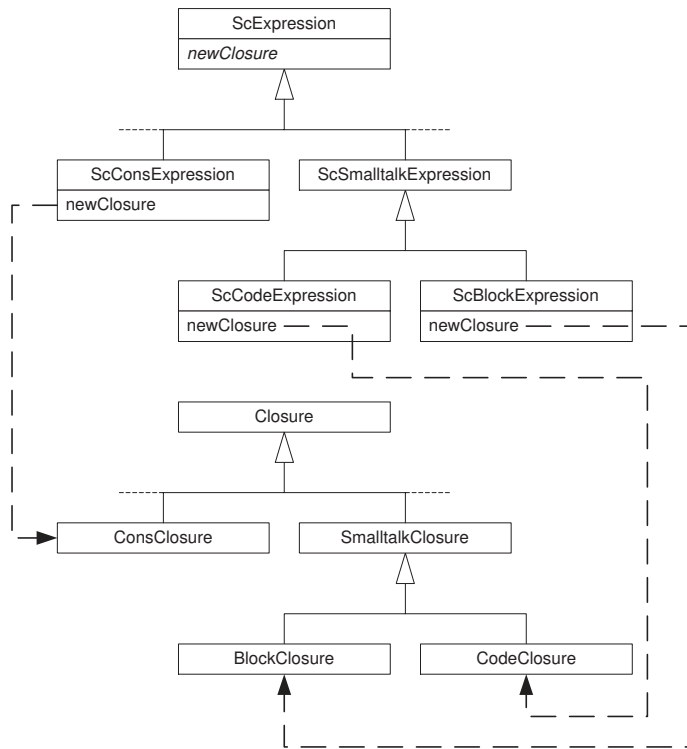 ScExpression
newClosure
ScConsExpression
newClosure
ScSmalltalkExpression
ScCodeExpression
newClosure
ScBlockExpression
newClosure
Closure
ConsClosure
SmalltalkClosure
BlockClosure
CodeClosure